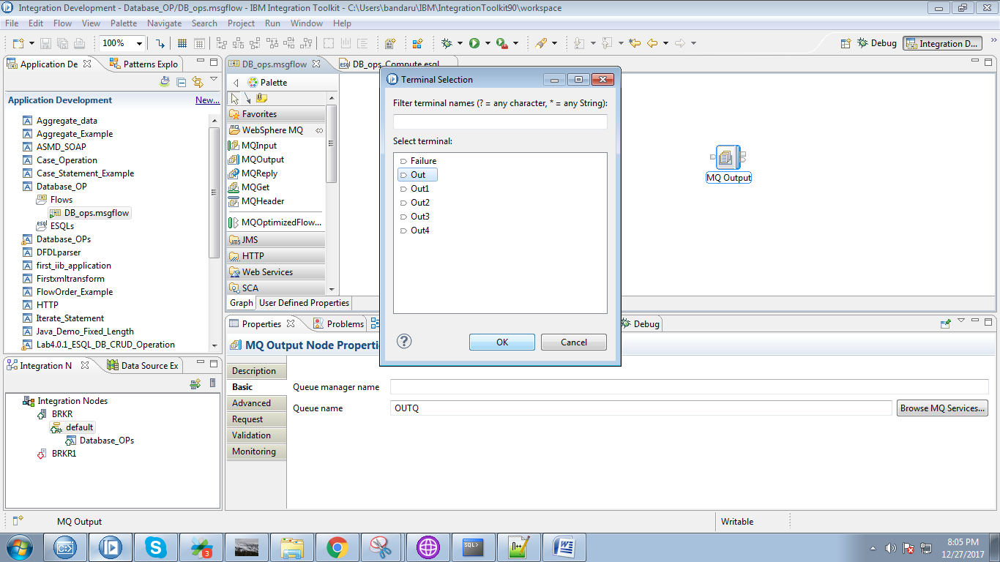 Integration Development - Database_OP/DB_ops.msgflow - IBM Integration Toolkit - C:\Users\bandaru\IBM\IntegrationToolkit90\workspace
File Edit Flow View Palette Navigate Search Project Run Window Help
100% Debug Integration D...
Application De Patterns Explo
Application Development New...
Aggregate_data
Aggregate_Example
ASMD_SOAP
Case_Operation
Case_Statement_Example
Database_OP
Flows
DB_ops.msgflow
ESQLs
Database_OPs
DFDLparser
first_iib_application
Firstxmltransform
FlowOrder_Example
HTTP
Iterate_Statement
Java_Demo_Fixed_Length
Lab4.0.1_ESQL_DB_CRUD_Operation
Integration N Data Source Ex
Integration Nodes
BRKR
default
Database_OPs
BRKR1
DB_ops.msgflow DB_ops_Compute.esql
Palette
Favorites
WebSphere MQ
MQInput
MQOutput
MQReply
MQGet
MQHeader
MQOptimizedFlow...
JMS
HTTP
Web Services
SCA
Graph User Defined Properties
MQ Output
Terminal Selection
Filter terminal names (? = any character, * = any String):
Select terminal:
Failure
Out
Out1
Out2
Out3
Out4
OK Cancel
Properties Problems Debug
MQ Output Node Properti
Description
Basic
Advanced
Request
Validation
Monitoring
Queue manager name
Queue name OUTQ Browse MQ Services...
MQ Output Writable
8:05 PM
12/27/2017